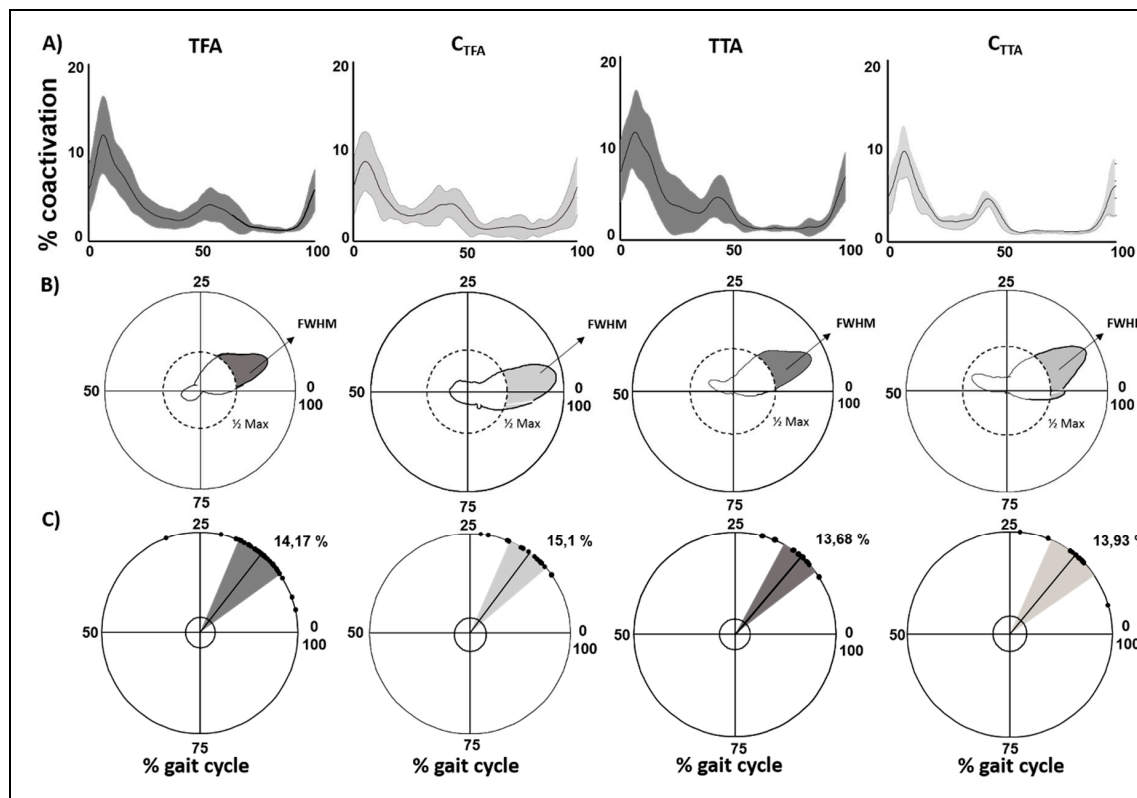 A) TFA C_TFA TTA C_TTA
% coactivation
20 20 20 20
10 10 10 10
0 0 0 0
0 50 100 0 50 100 0 50 100 0 50 100
B) 25 25 25 25
FWHM FWHM FWHM FWHM
50 0 50 0 50 0 50 0
100 100 100 100
½ Max ½ Max ½ Max ½ Max
75 75 75 75
C) 25 25 25 25
14,17 % 15,1 % 13,68 % 13,93 %
50 0 50 0 50 0 50 0
100 100 100 100
75 75 75 75
% gait cycle % gait cycle % gait cycle % gait cycle